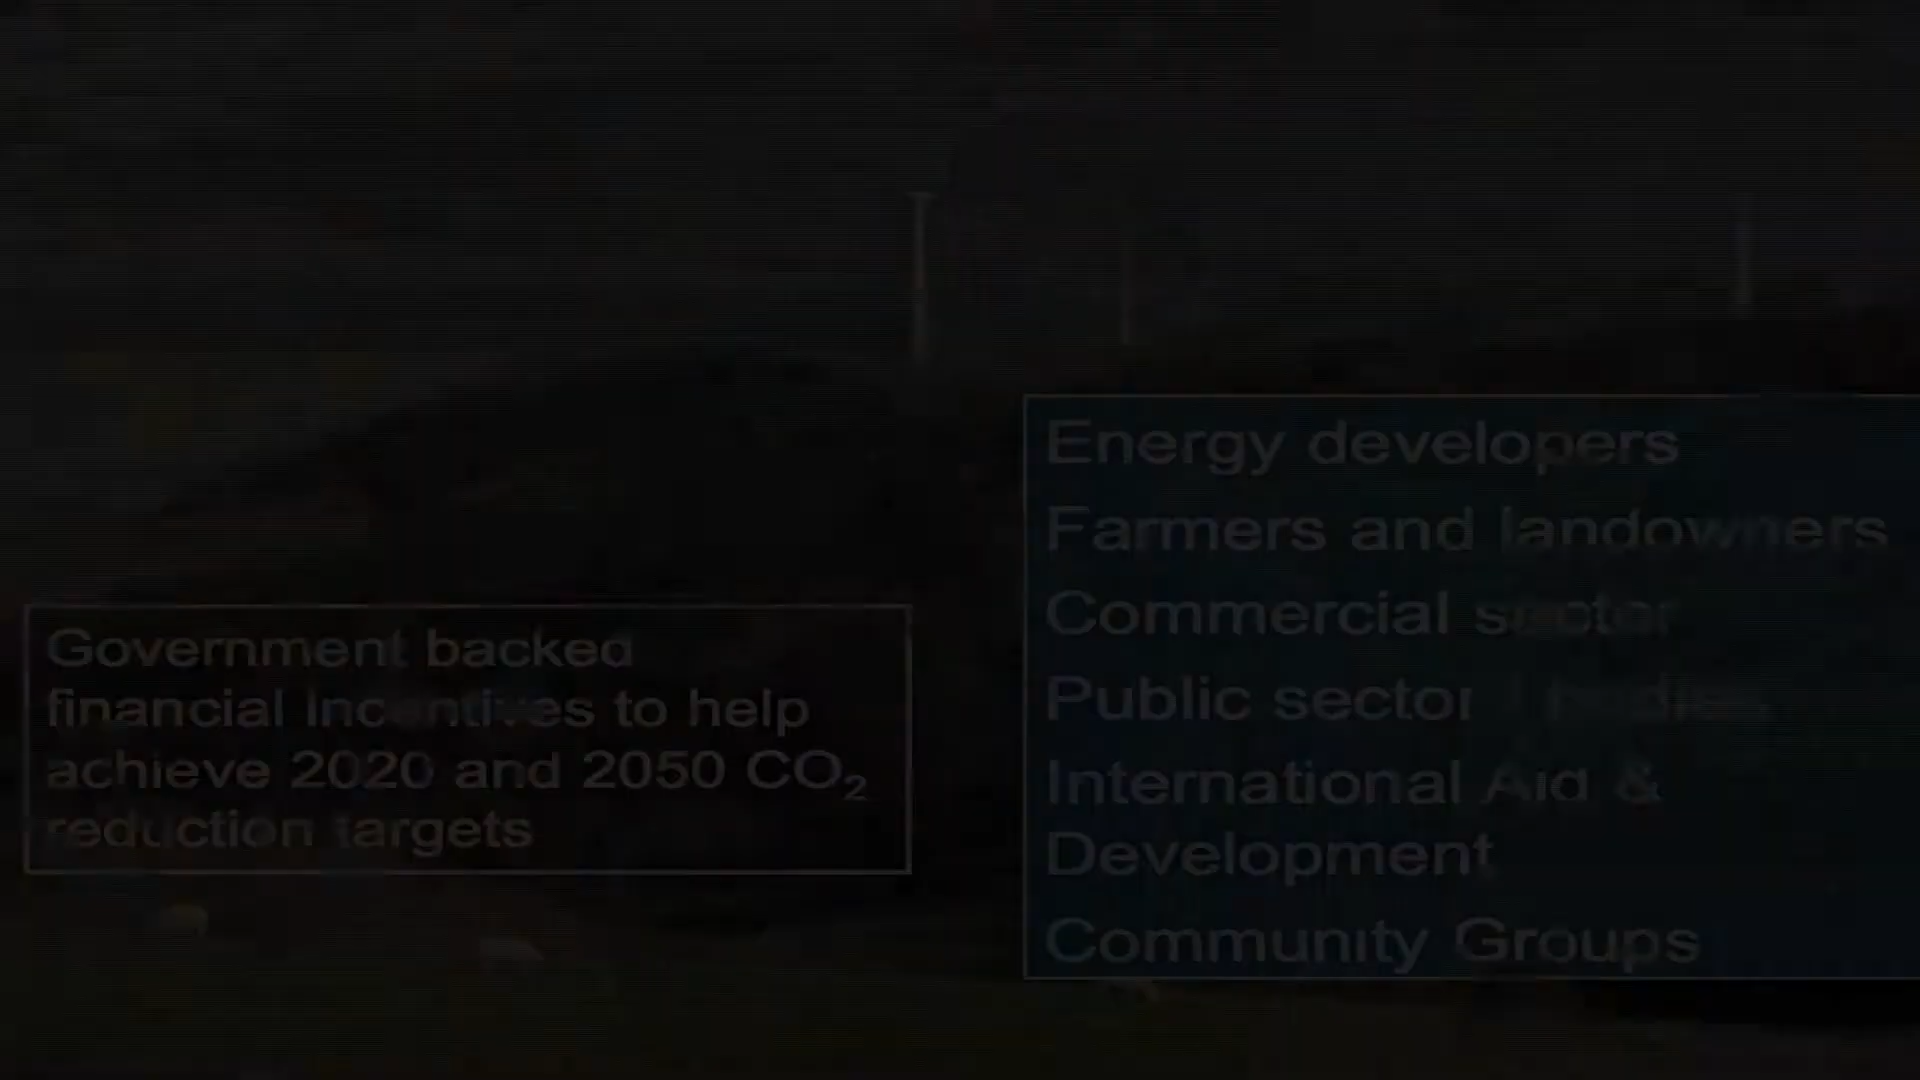 Government backed
financial Incentives to help
achieve 2020 and 2050 CO₂
reduction targets
Energy developers
Farmers and landowners
Commercial sector
Public sector bodies
International Aid &
Development
Community Groups